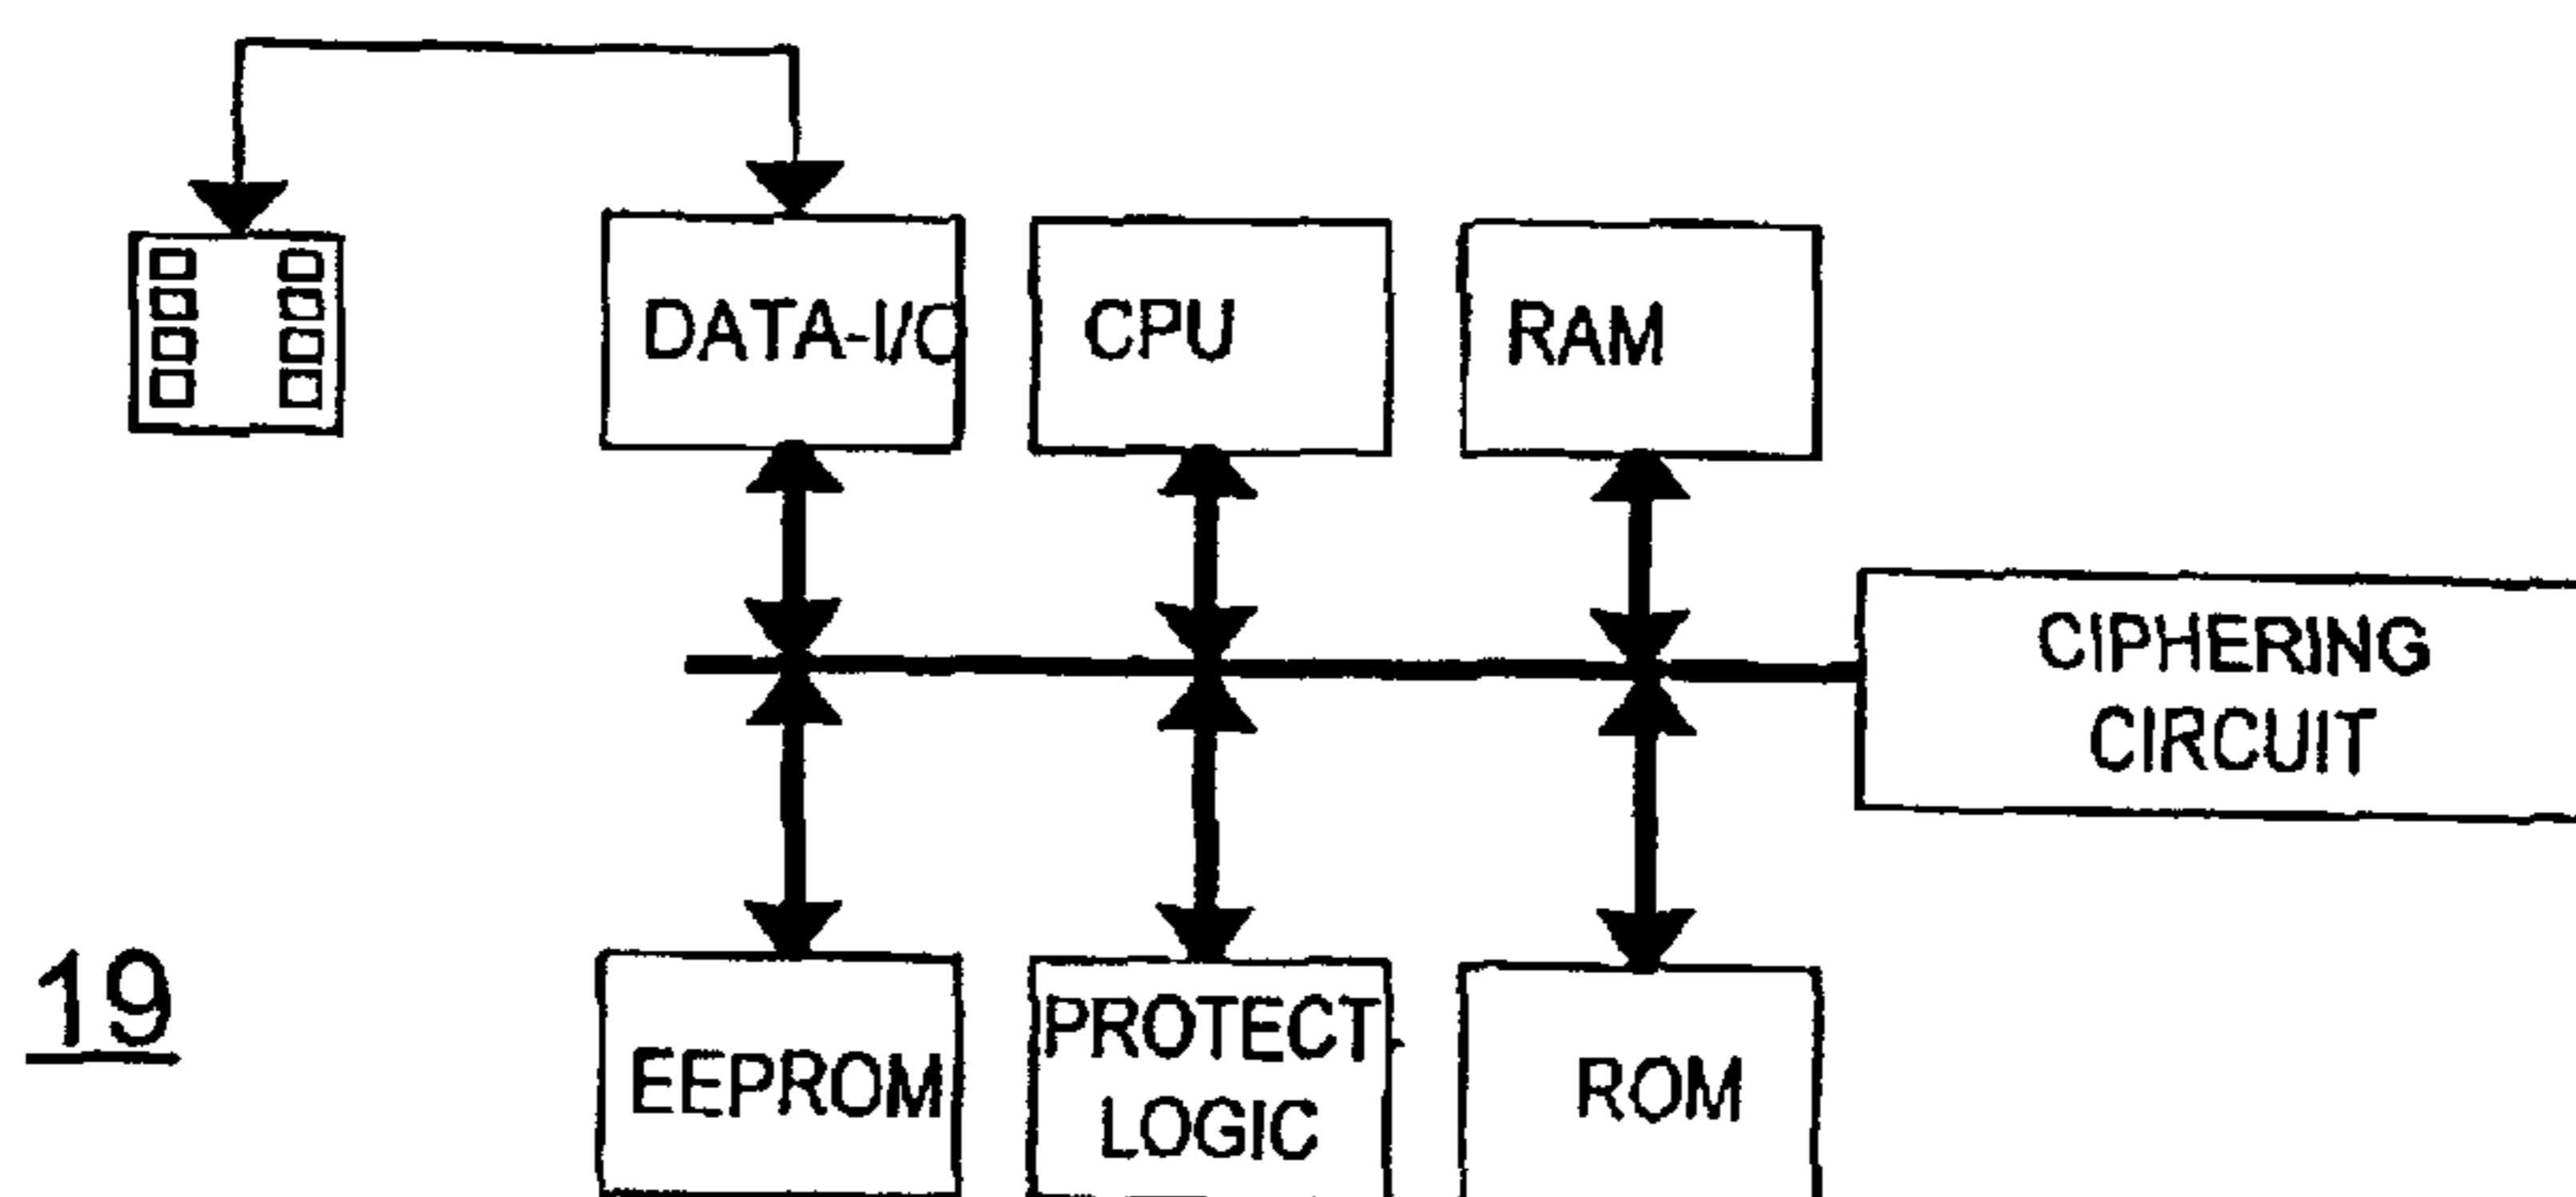 DATA-I/O
CPU
RAM
CIPHERING
CIRCUIT
19
EEPROM
PROTECT
LOGIC
ROM